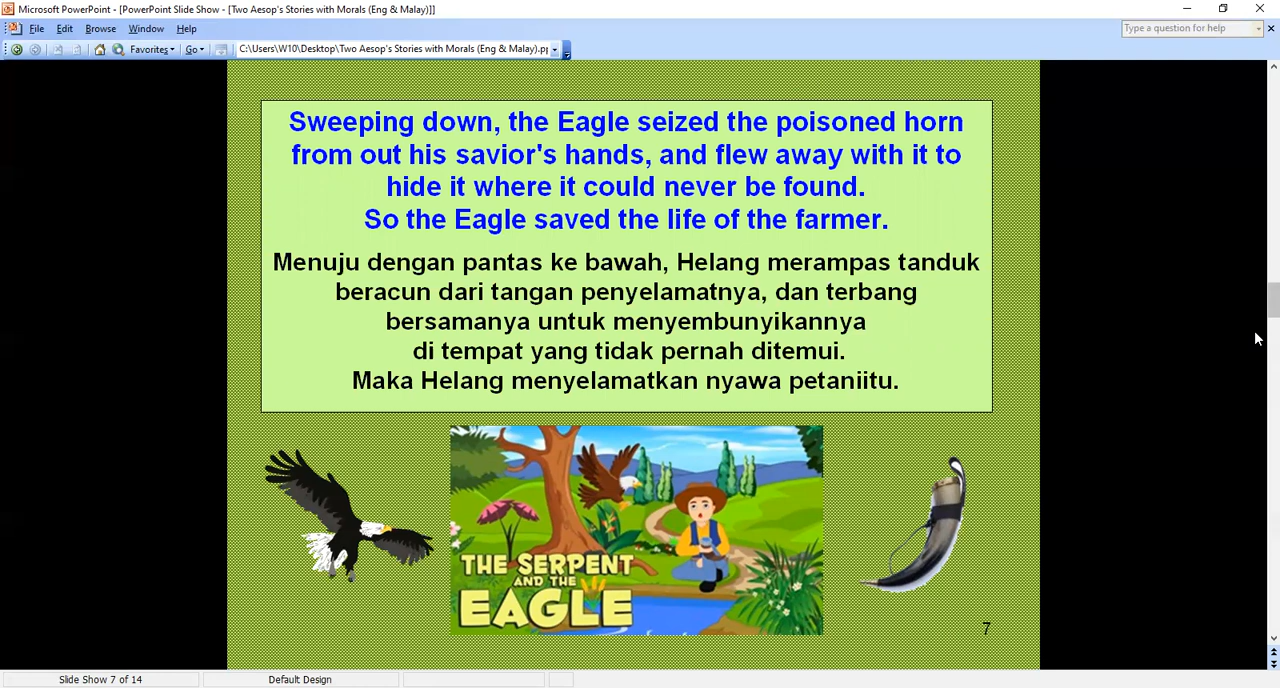 Microsoft PowerPoint - [PowerPoint Slide Show - [Two Aesop's Stories with Morals (Eng & Malay)]]
File Edit Browse Window Help
Type a question for help
Favorites Go C:\Users\W10\Desktop\Two Aesop's Stories with Morals (Eng & Malay).pp
Sweeping down, the Eagle seized the poisoned horn
from out his savior's hands, and flew away with it to
hide it where it could never be found.
So the Eagle saved the life of the farmer.
Menuju dengan pantas ke bawah, Helang merampas tanduk
beracun dari tangan penyelamatnya, dan terbang
bersamanya untuk menyembunyikannya
di tempat yang tidak pernah ditemui.
Maka Helang menyelamatkan nyawa petaniitu.
THE SERPENT
AND THE
EAGLE
7
Slide Show 7 of 14
Default Design